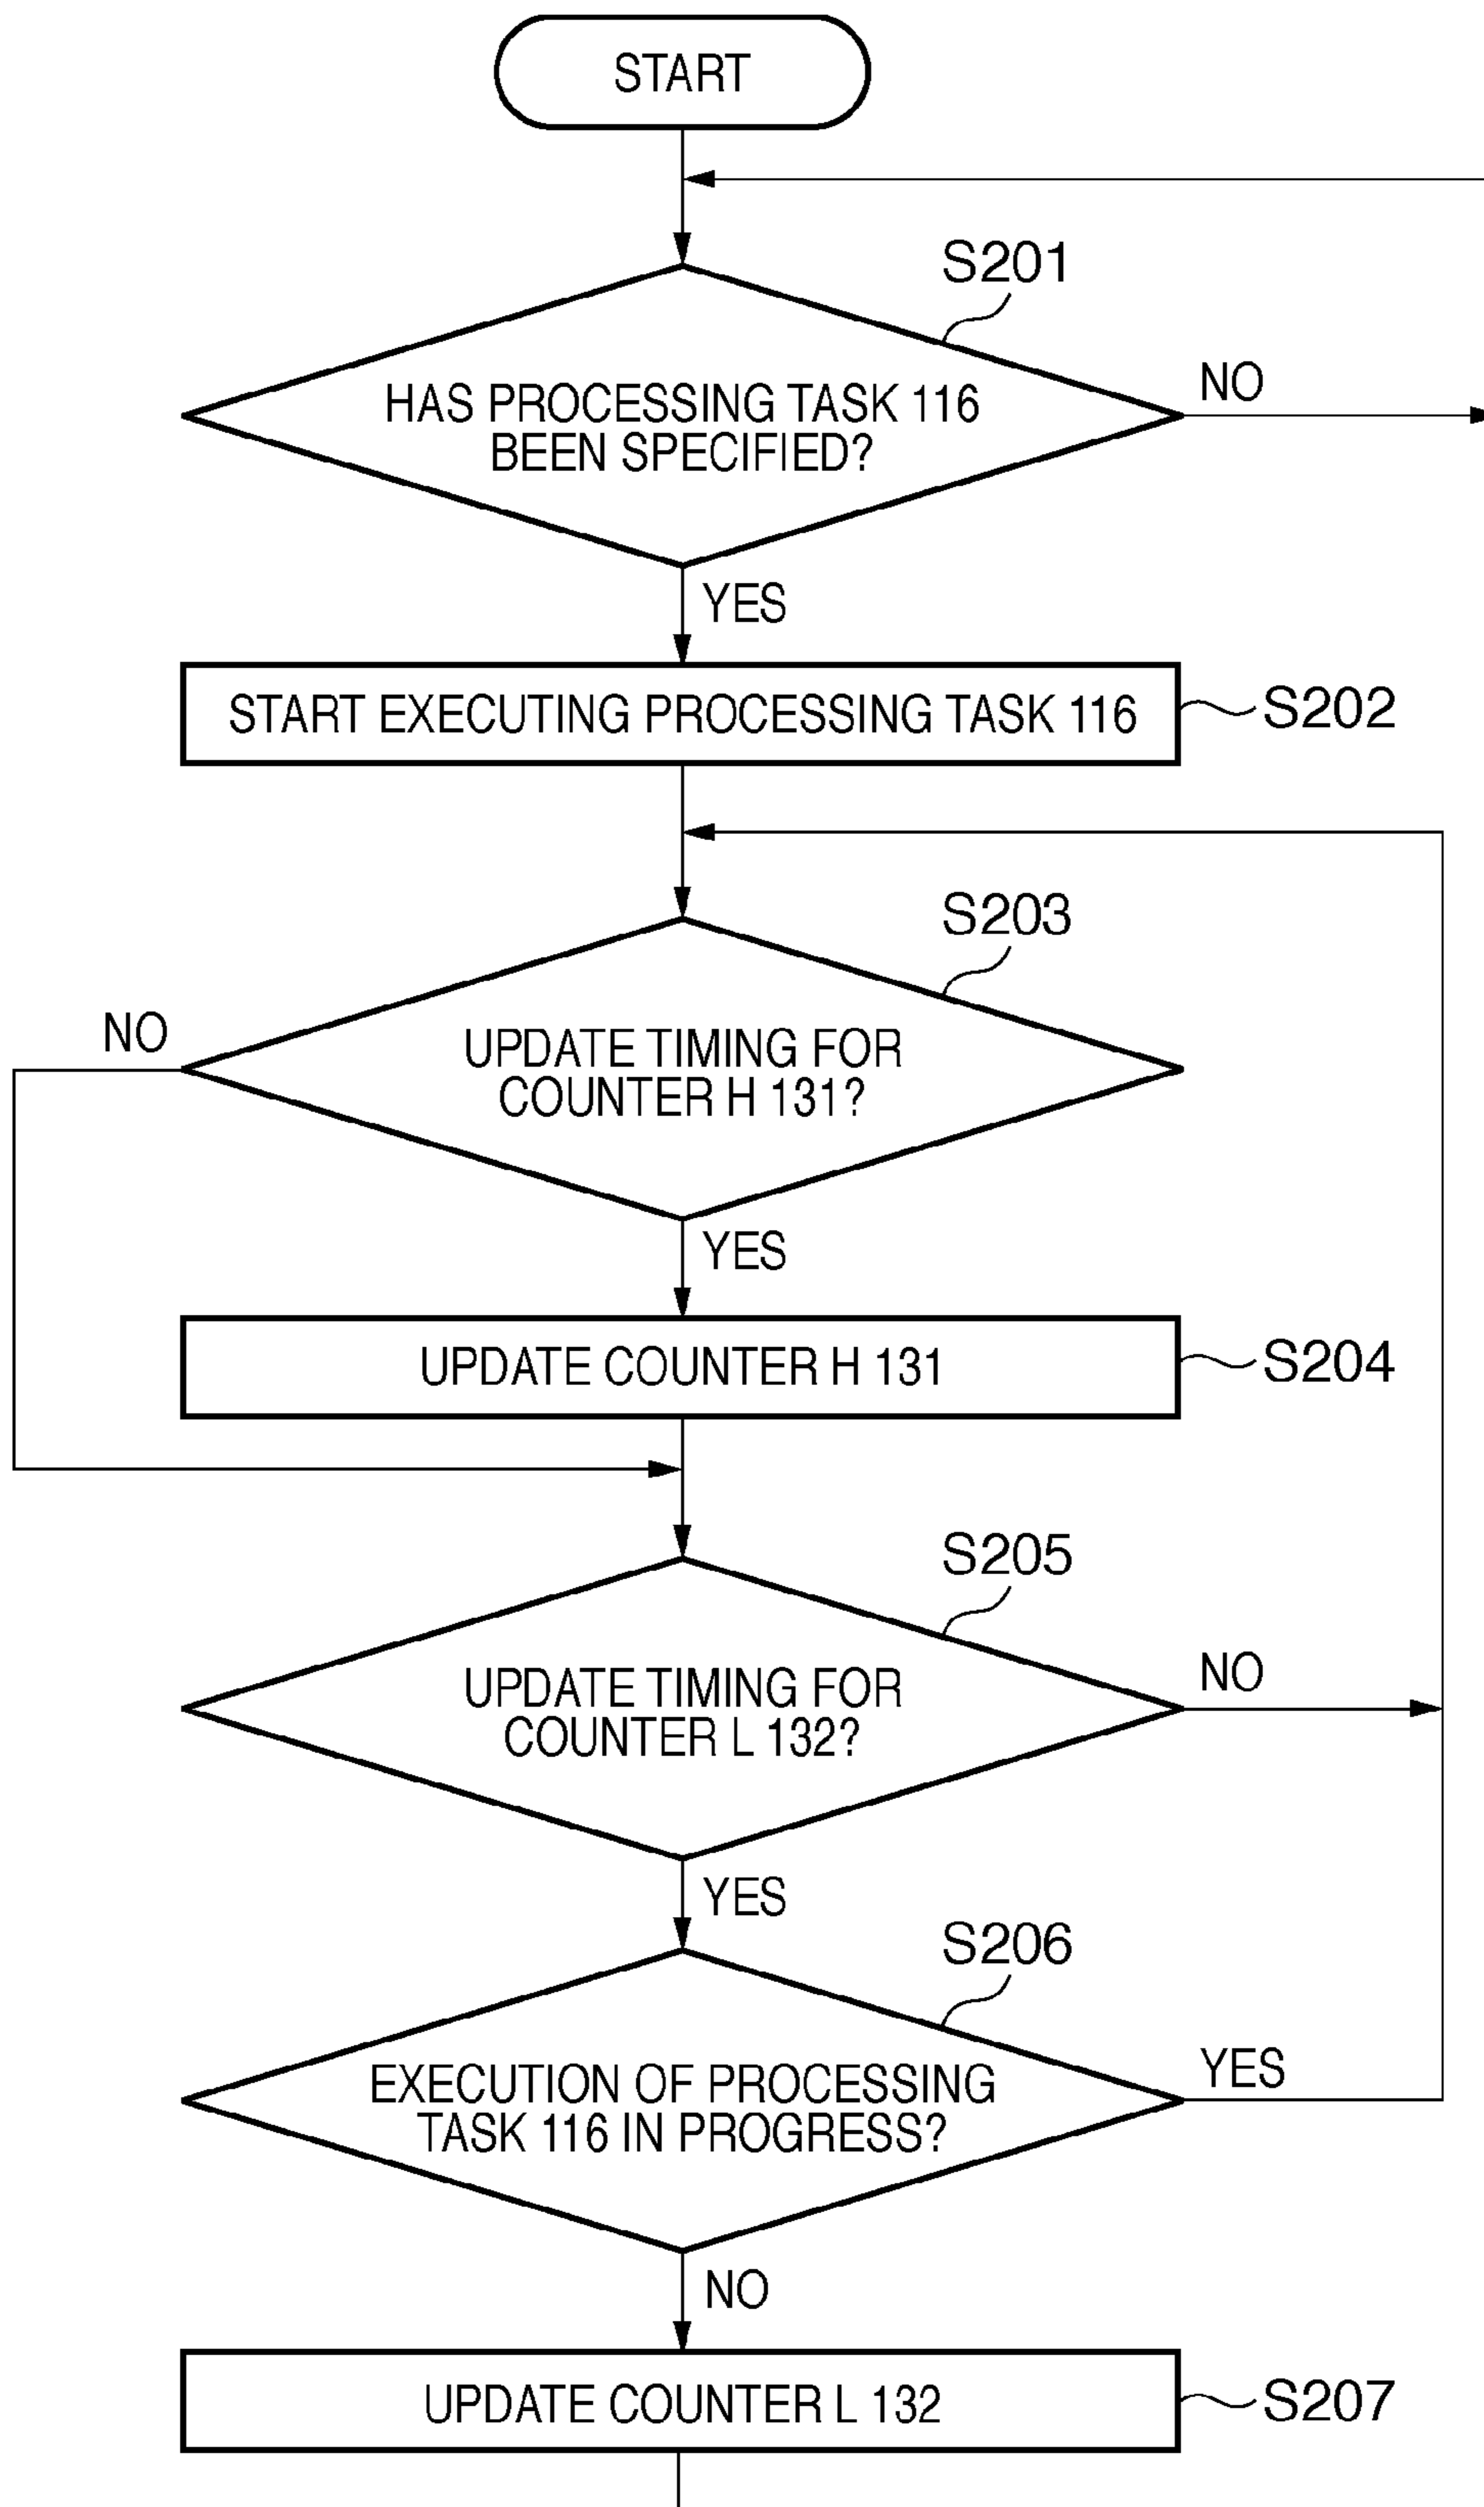 START
S201
HAS PROCESSING TASK 116
BEEN SPECIFIED?
NO
YES
START EXECUTING PROCESSING TASK 116
S202
S203
NO
UPDATE TIMING FOR
COUNTER H 131?
YES
UPDATE COUNTER H 131
S204
S205
UPDATE TIMING FOR
COUNTER L 132?
NO
YES
S206
EXECUTION OF PROCESSING
TASK 116 IN PROGRESS?
YES
NO
UPDATE COUNTER L 132
S207